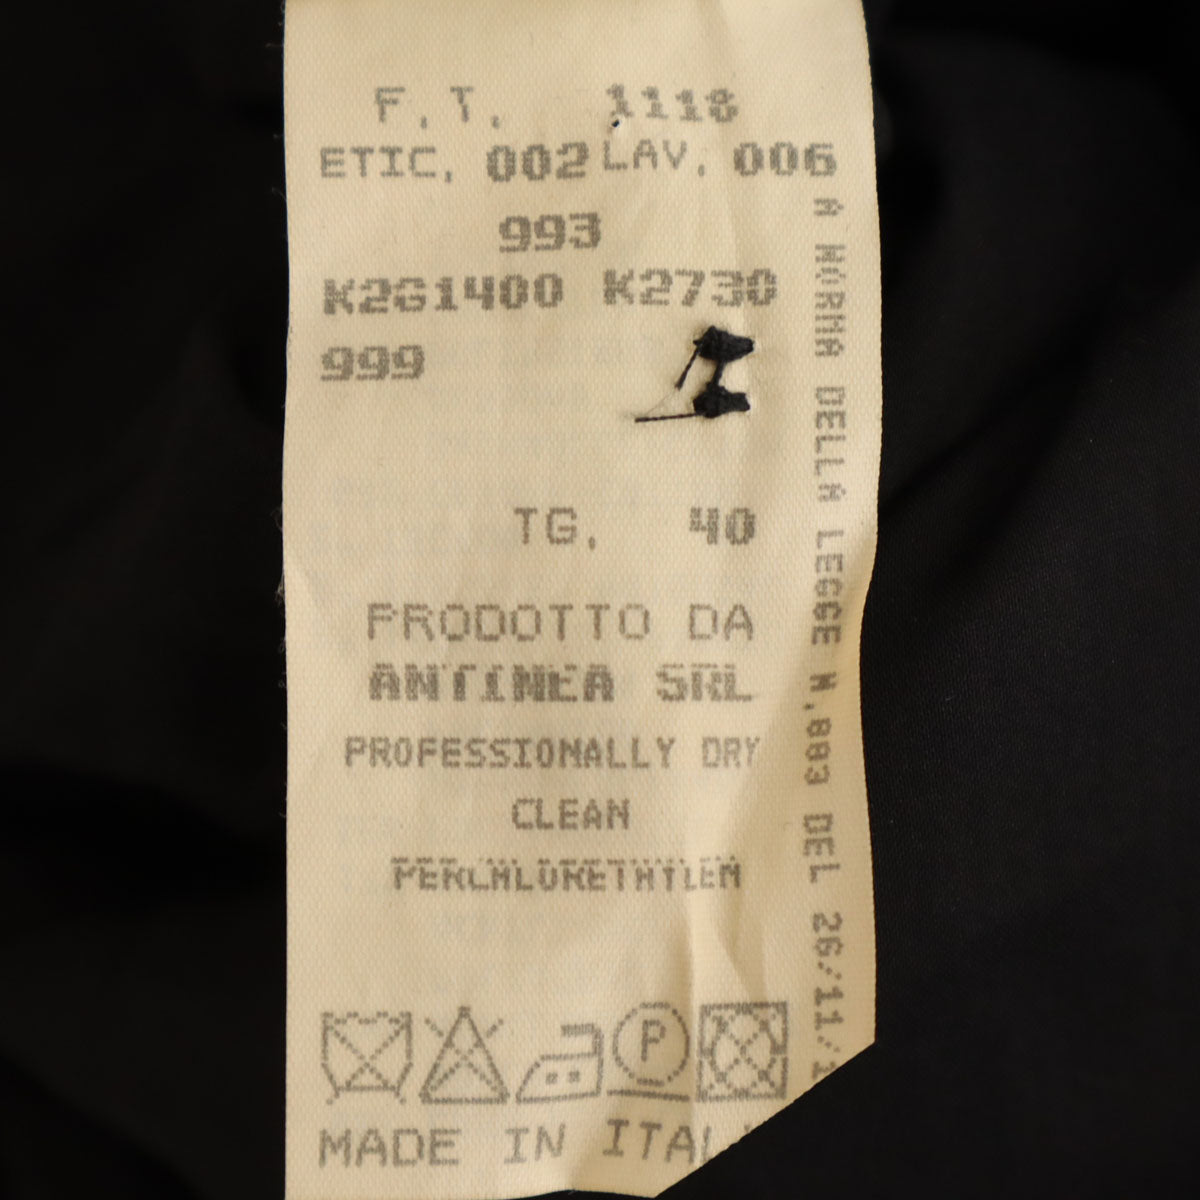 F.T. 1118
ETIC. 002 LAV. 006
993
K2G1400 K2730
999
TG. 40
PRODOTTO DA
ANTINEA SRL
PROFESSIONALLY DRY
CLEAN
PERCHLORETHYLEN
P
MADE IN ITAL
A NORMA DELLA LEGGE N.883 DEL 26/11/